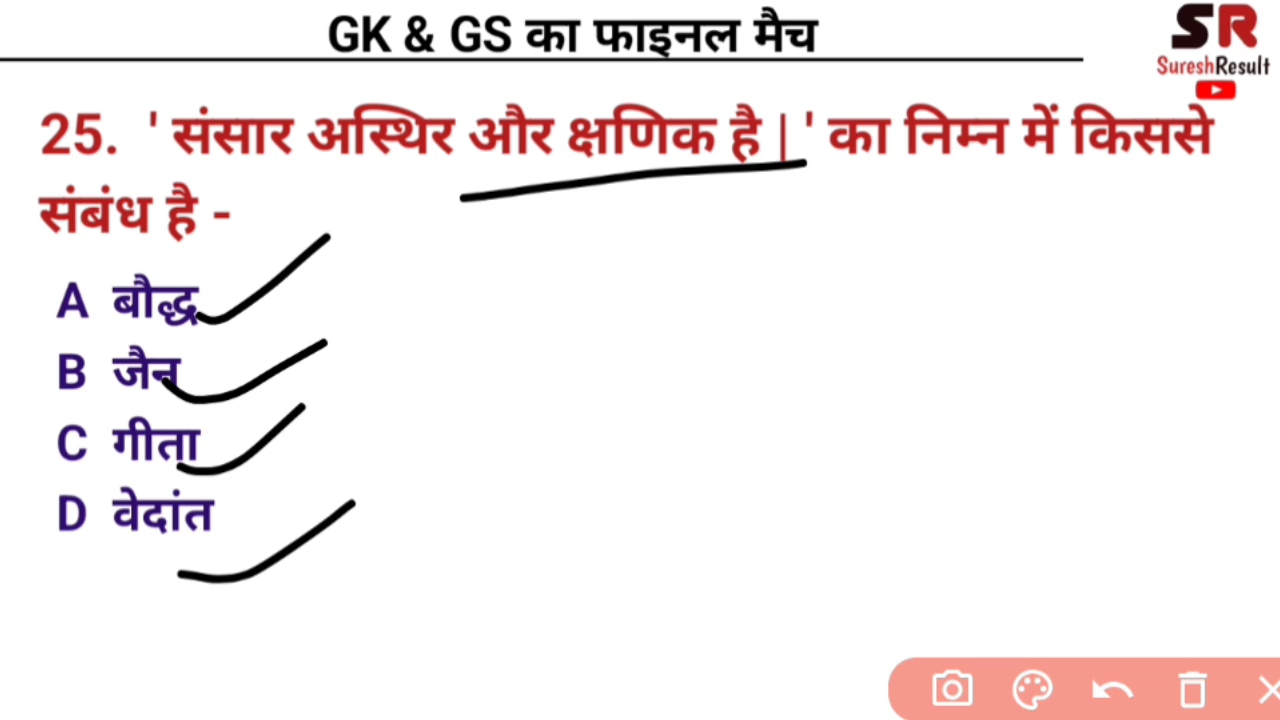 GK & GS का फाइनल मैच
SR
SureshResult
25. ' संसार अस्थिर और क्षणिक है | ' का निम्न में किससे
संबंध है -
A बौद्ध
B जैन
C गीता
D वेदांत